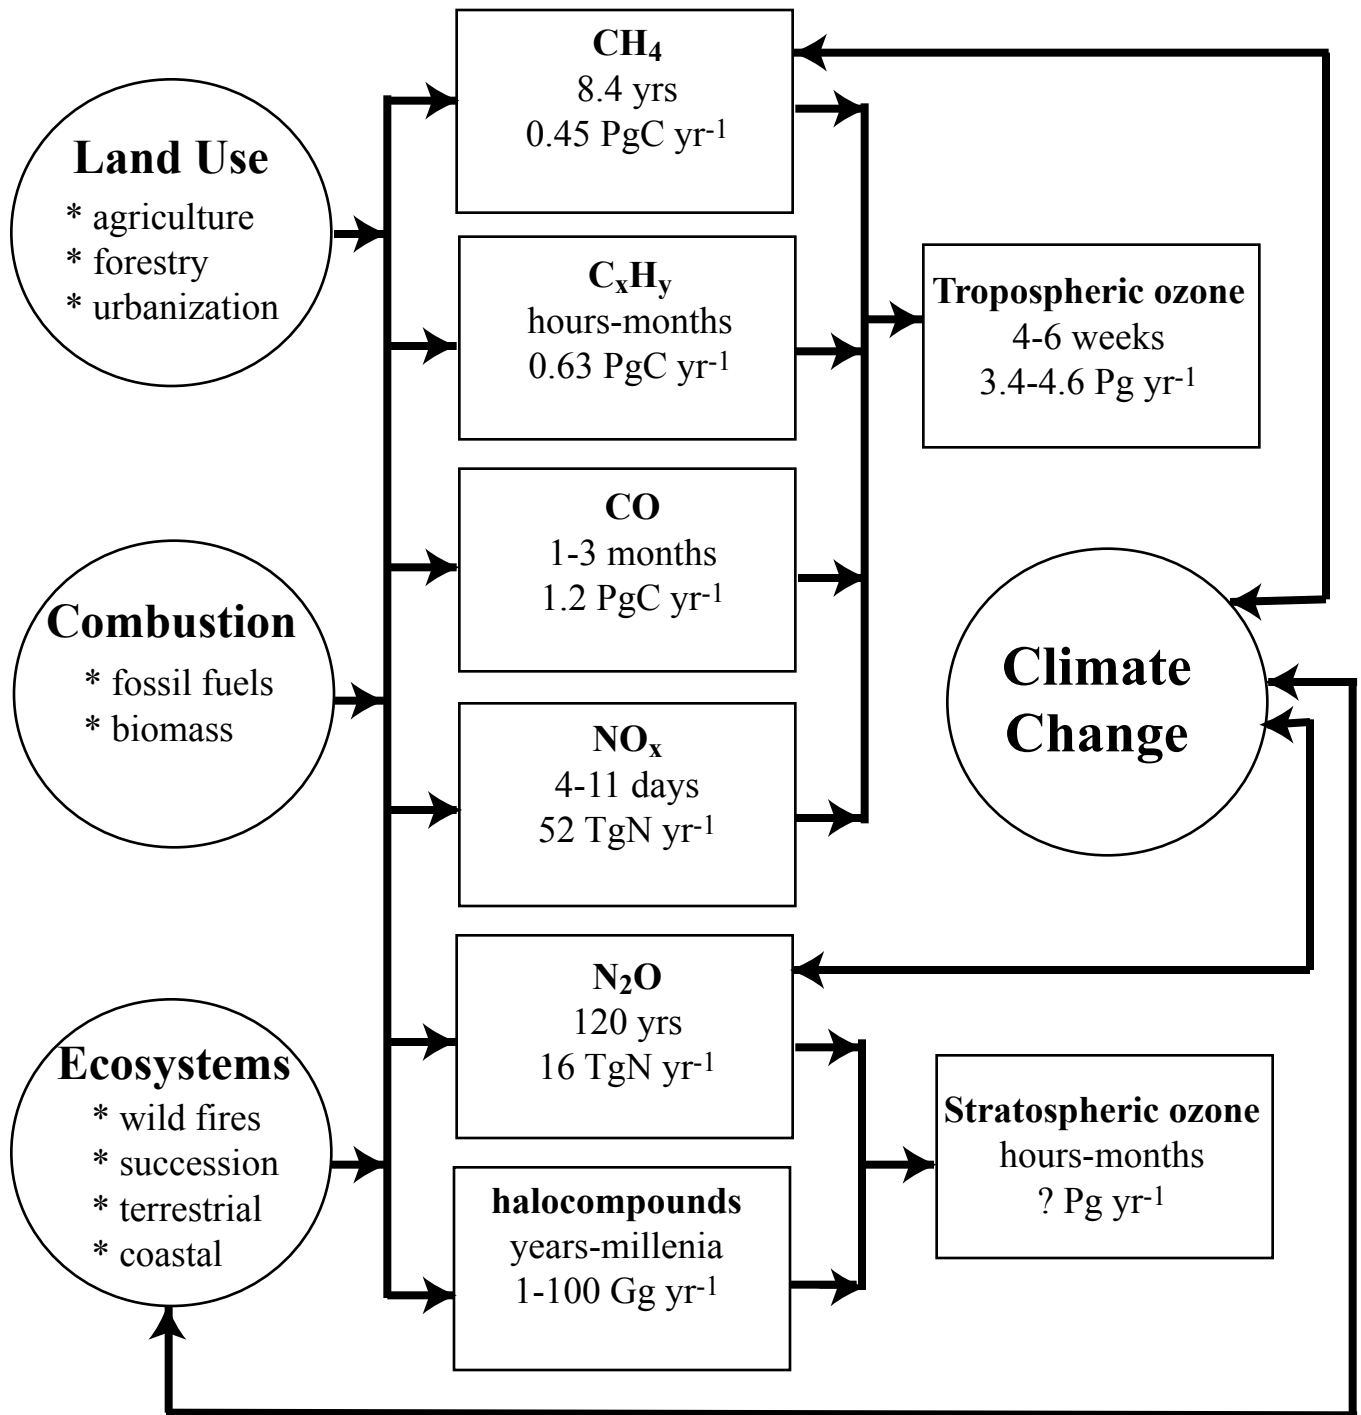 Land Use
* agriculture
* forestry
* urbanization
Combustion
* fossil fuels
* biomass
Ecosystems
* wild fires
* succession
* terrestrial
* coastal
CH₄
8.4 yrs
0.45 PgC yr⁻¹
CₓHᵧ
hours-months
0.63 PgC yr⁻¹
CO
1-3 months
1.2 PgC yr⁻¹
NOₓ
4-11 days
52 TgN yr⁻¹
N₂O
120 yrs
16 TgN yr⁻¹
halocompounds
years-millenia
1-100 Gg yr⁻¹
Tropospheric ozone
4-6 weeks
3.4-4.6 Pg yr⁻¹
Climate
Change
Stratospheric ozone
hours-months
? Pg yr⁻¹